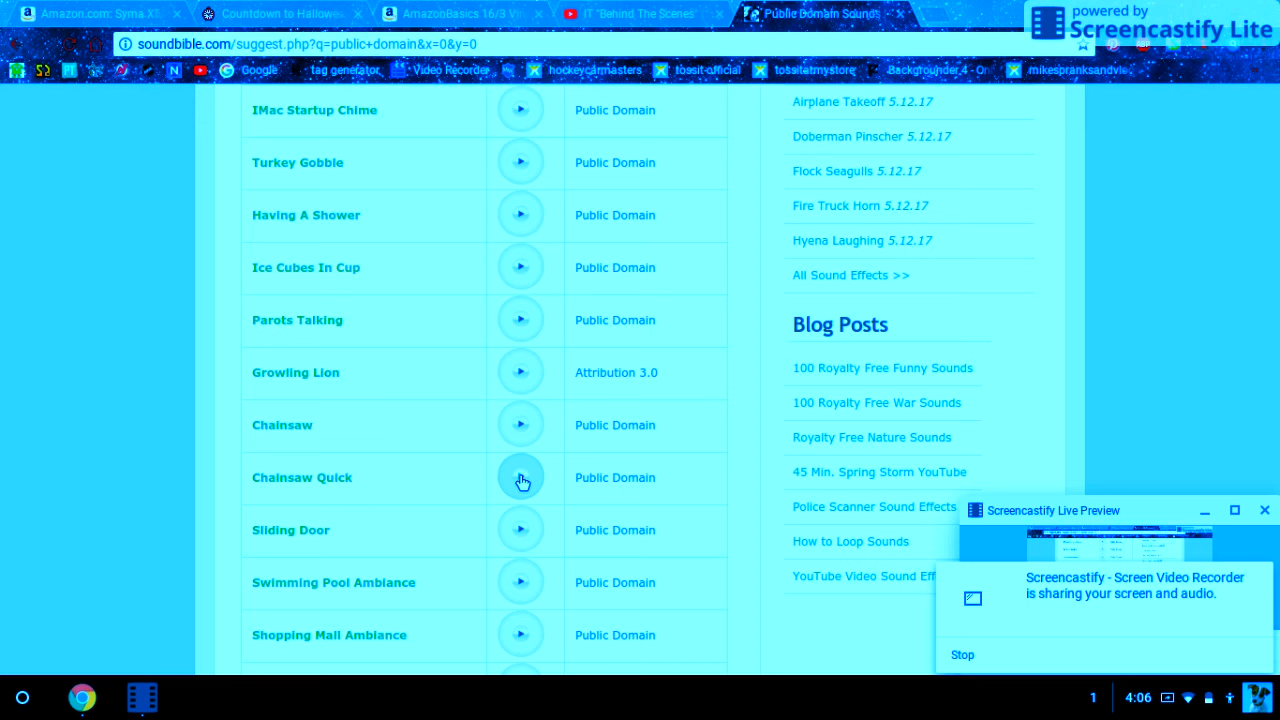 Amazon.com: Syma X5
Countdown to Hallowe
AmazonBasics 16/3 Vi
IT "Behind The Scenes"
Public Domain Sounds
powered by
Screencastify Lite
soundbible.com/suggest.php?q=public+domain&x=0&y=0
Google
tag generator
Video Recorder
hockeycarmasters
tossit-official
tossitetmystore
Backgrounder 4 - On
mikespranksandvl
IMac Startup Chime
Public Domain
Turkey Gobble
Public Domain
Having A Shower
Public Domain
Ice Cubes In Cup
Public Domain
Parots Talking
Public Domain
Growling Lion
Attribution 3.0
Chainsaw
Public Domain
Chainsaw Quick
Public Domain
Sliding Door
Public Domain
Swimming Pool Ambiance
Public Domain
Shopping Mall Ambiance
Public Domain
Airplane Takeoff 5.12.17
Doberman Pinscher 5.12.17
Flock Seagulls 5.12.17
Fire Truck Horn 5.12.17
Hyena Laughing 5.12.17
All Sound Effects >>
Blog Posts
100 Royalty Free Funny Sounds
100 Royalty Free War Sounds
Royalty Free Nature Sounds
45 Min. Spring Storm YouTube
Police Scanner Sound Effects
How to Loop Sounds
YouTube Video Sound Eff
Screencastify Live Preview
Screencastify - Screen Video Recorder
is sharing your screen and audio.
Stop
1
4:06